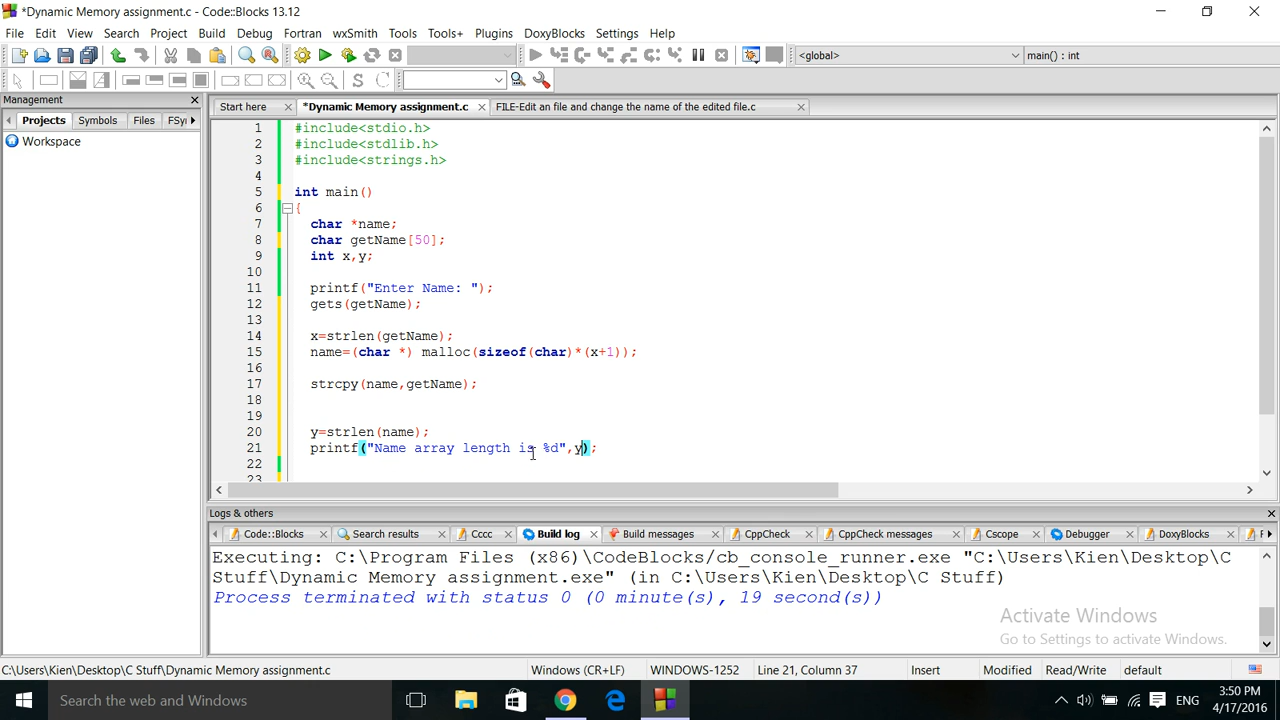 *Dynamic Memory assignment.c - Code::Blocks 13.12
File Edit View Search Project Build Debug Fortran wxSmith Tools Tools+ Plugins DoxyBlocks Settings Help
<global> main() : int
Management
Projects Symbols Files FSy
Workspace
Start here *Dynamic Memory assignment.c FILE-Edit an file and change the name of the edited file.c
1 #include<stdio.h>
2 #include<stdlib.h>
3 #include<strings.h>
4
5 int main()
6 {
7 char *name;
8 char getName[50];
9 int x,y;
10
11 printf("Enter Name: ");
12 gets(getName);
13
14 x=strlen(getName);
15 name=(char *) malloc(sizeof(char)*(x+1));
16
17 strcpy(name,getName);
18
19
20 y=strlen(name);
21 printf("Name array length is %d",y);
22
23
Logs & others
Code::Blocks Search results Cccc Build log Build messages CppCheck CppCheck messages Cscope Debugger DoxyBlocks F
Executing: C:\Program Files (x86)\CodeBlocks/cb_console_runner.exe "C:\Users\Kien\Desktop\C
Stuff\Dynamic Memory assignment.exe" (in C:\Users\Kien\Desktop\C Stuff)
Process terminated with status 0 (0 minute(s), 19 second(s))
Activate Windows
Go to Settings to activate Windows.
C:\Users\Kien\Desktop\C Stuff\Dynamic Memory assignment.c Windows (CR+LF) WINDOWS-1252 Line 21, Column 37 Insert Modified Read/Write default
Search the web and Windows
ENG
3:50 PM
4/17/2016